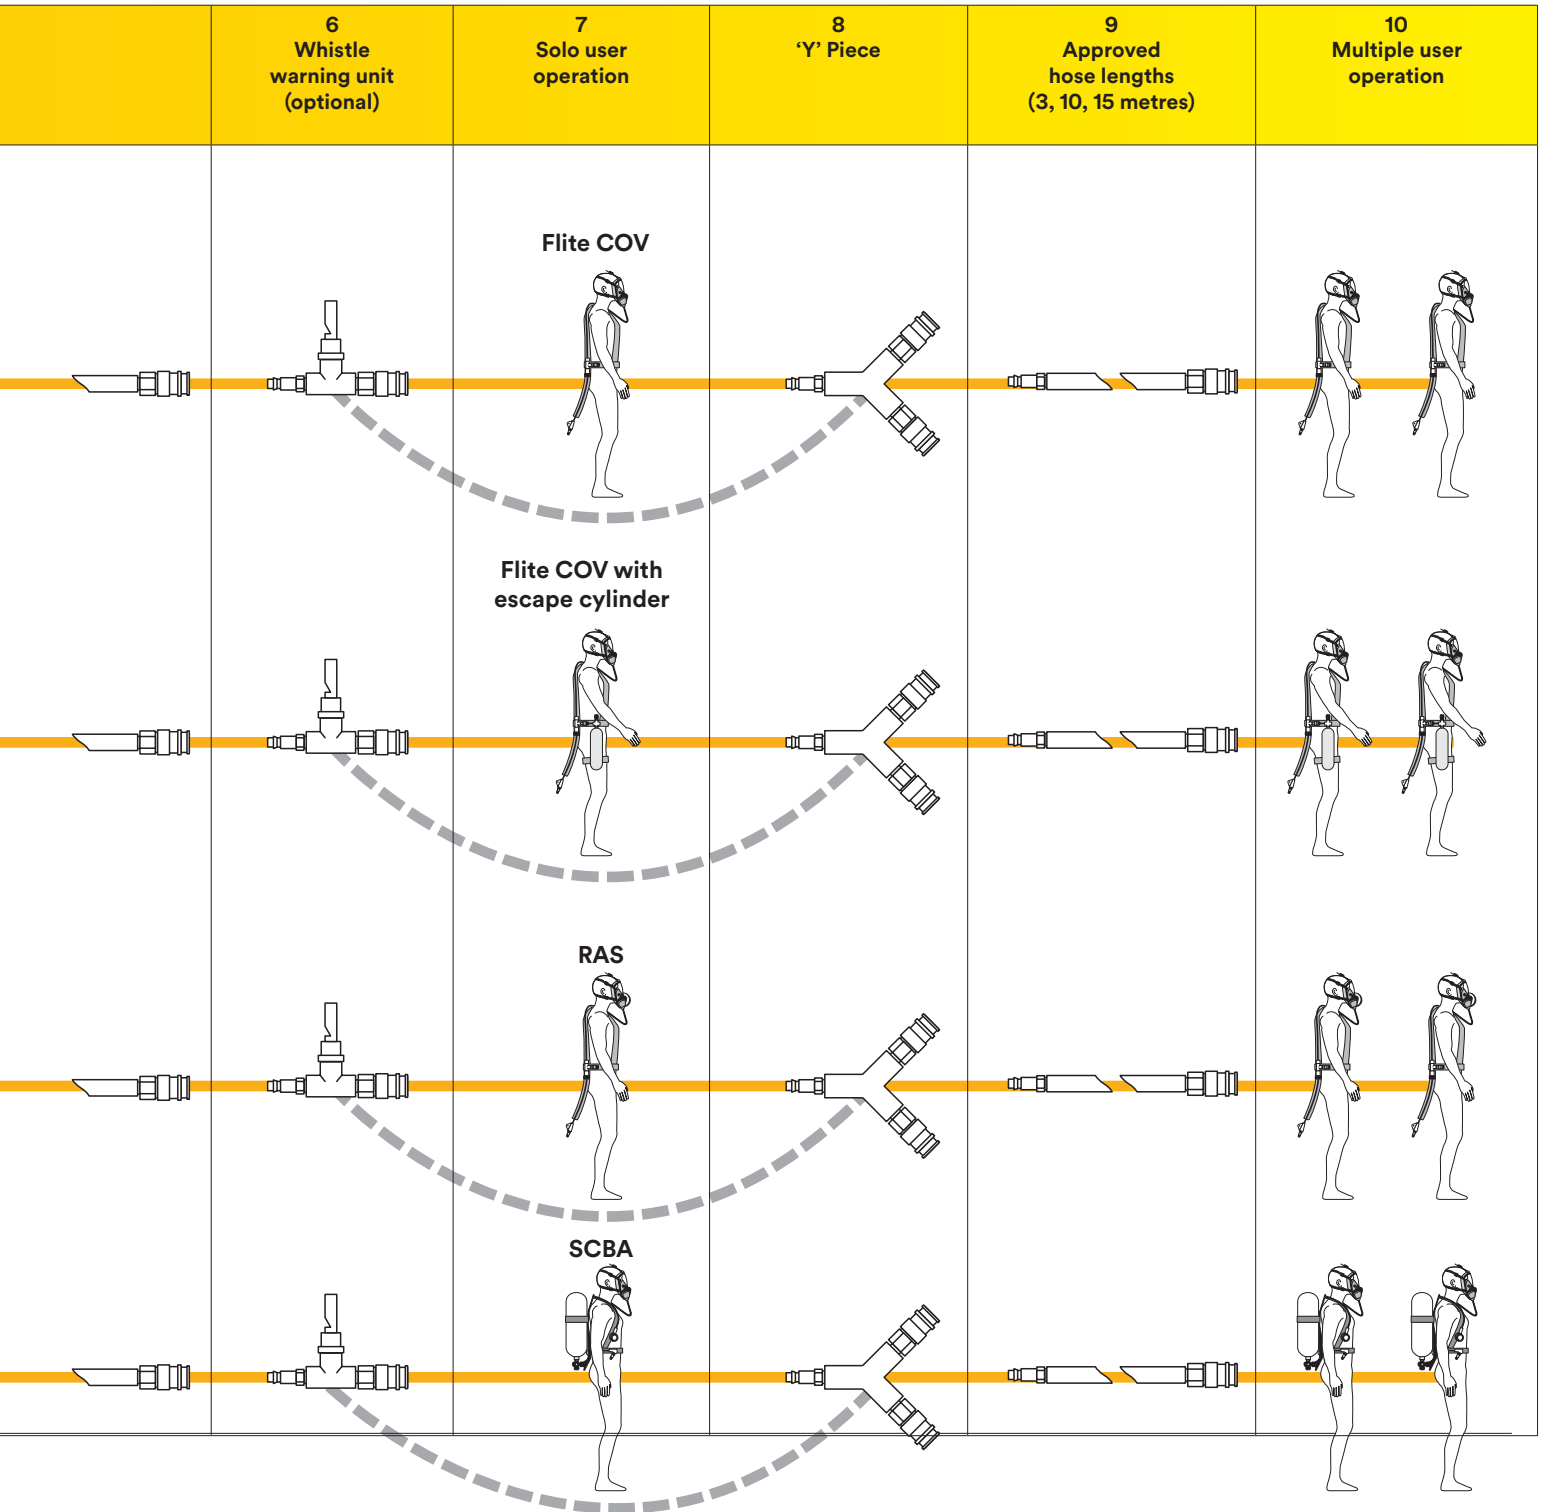 6
Whistle
warning unit
(optional)
7
Solo user
operation
8
‘Y’ Piece
9
Approved
hose lengths
(3, 10, 15 metres)
10
Multiple user
operation
Flite COV
Flite COV with
escape cylinder
RAS
SCBA